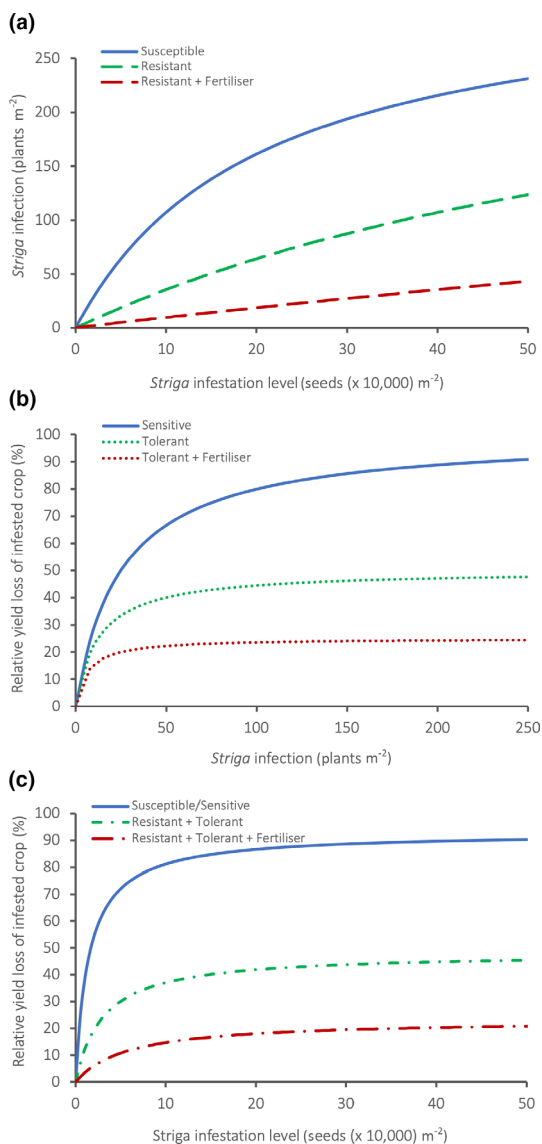 (a)
Susceptible
Resistant
Resistant + Fertiliser
250
200
150
100
50
0
0 10 20 30 40 50
Striga infection (plants m⁻²)
Striga infestation level (seeds (x 10,000) m⁻²
(b)
Sensitive
Tolerant
Tolerant + Fertiliser
100
90
80
70
60
50
40
30
20
10
0
0 50 100 150 200 250
Relative yield loss of infested crop (%)
Striga infection (plants m⁻²)
(c)
Susceptible/Sensitive
Resistant + Tolerant
Resistant + Tolerant + Fertiliser
100
90
80
70
60
50
40
30
20
10
0
0 10 20 30 40 50
Relative yield loss of infested crop (%)
Striga infestation level (seeds (x 10,000) m⁻²